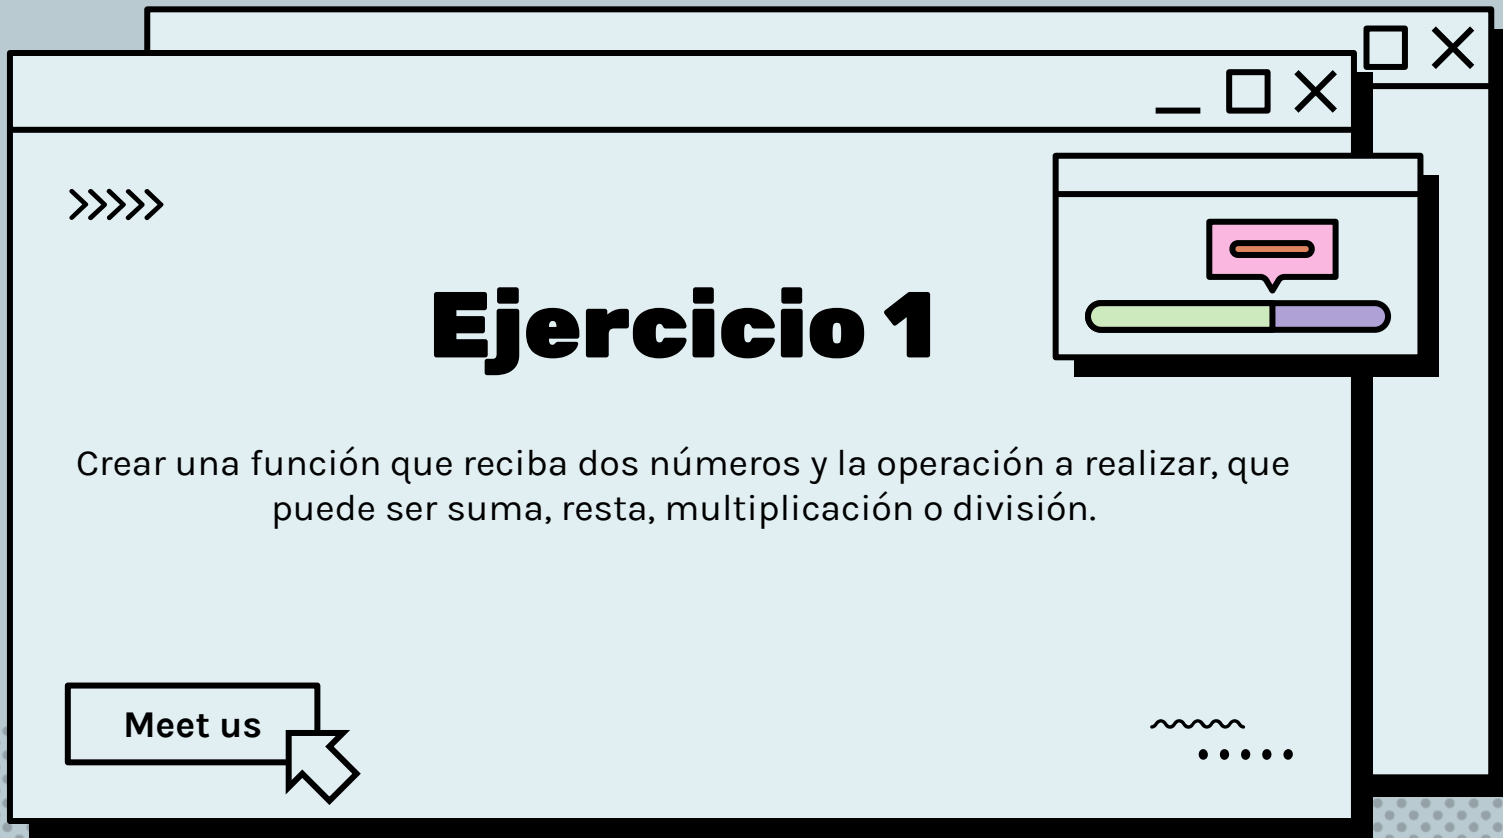 Ejercicio 1
Crear una función que reciba dos números y la operación a realizar, que
puede ser suma, resta, multiplicación o división.
Meet us